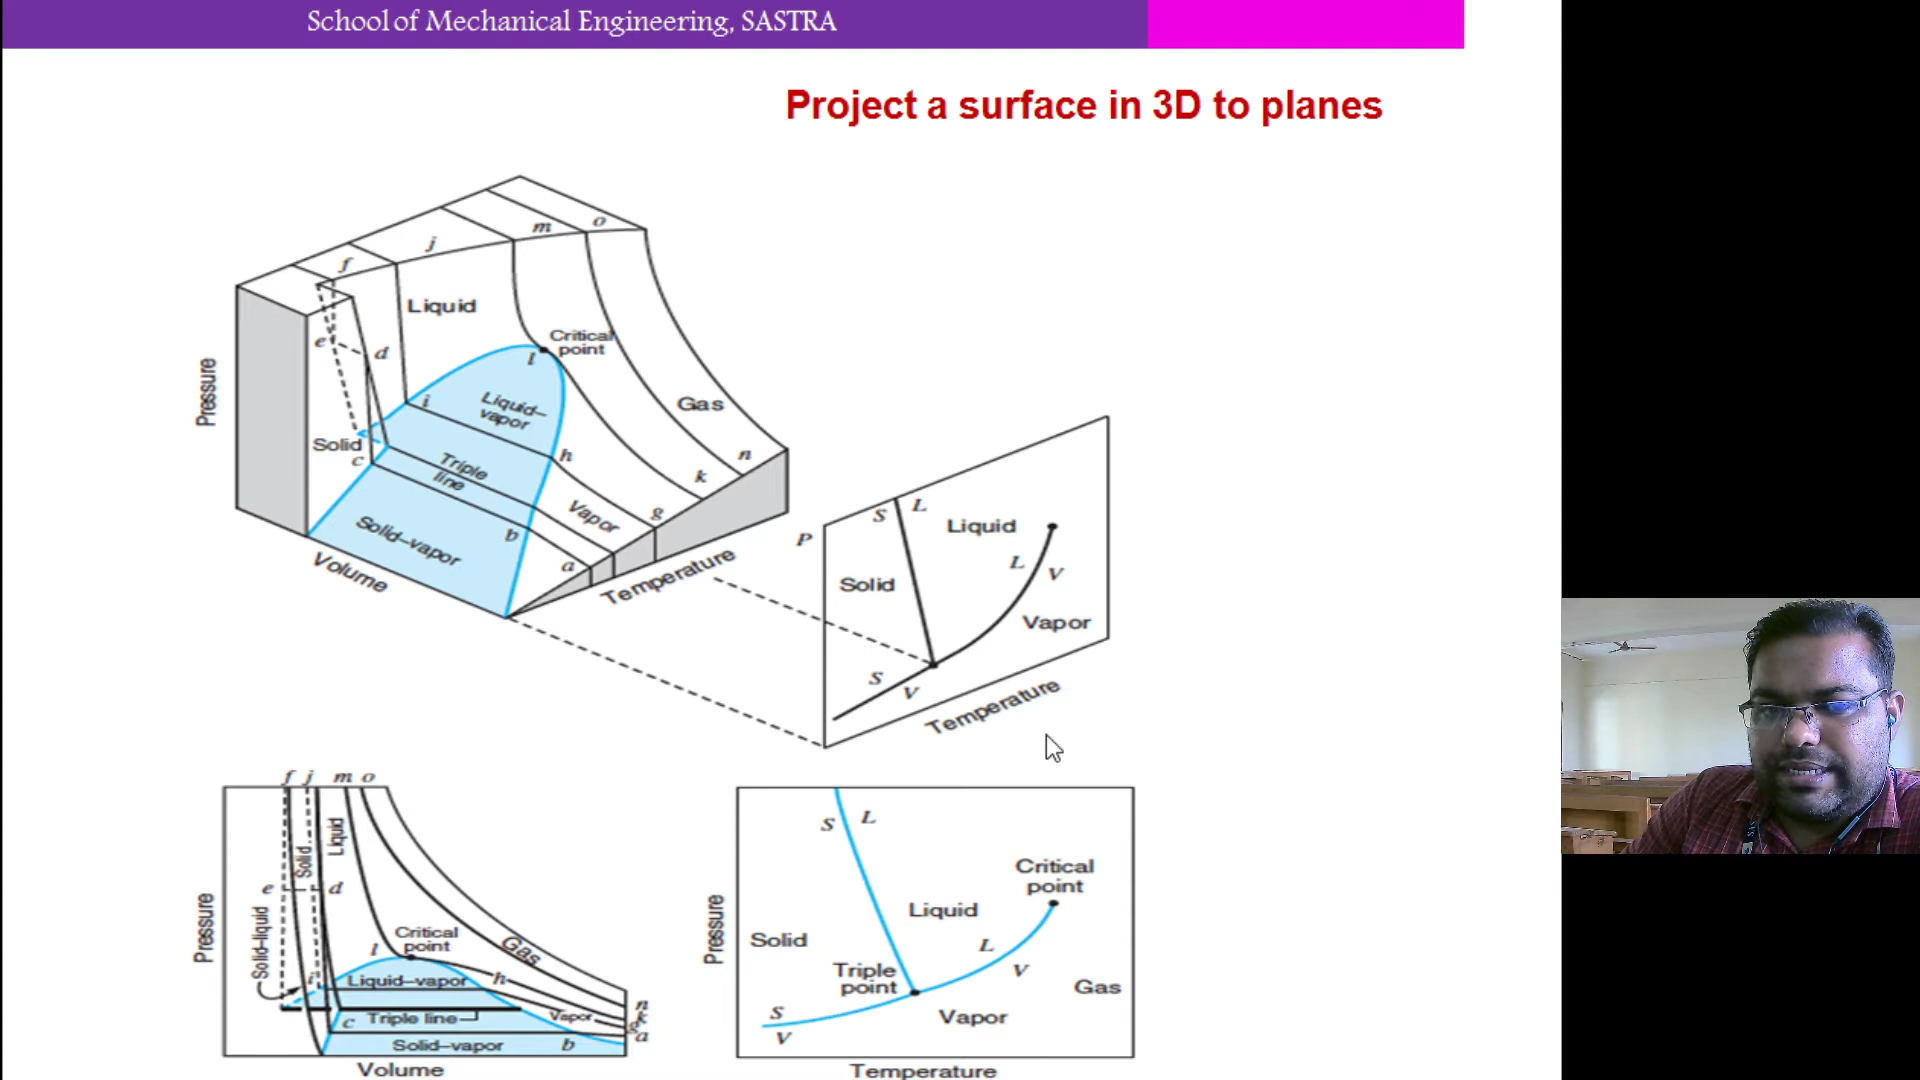 School of Mechanical Engineering, SASTRA
Project a surface in 3D to planes
f
j
m
o
Liquid
Critical
point
e
d
l
i
Liquid–
vapor
Gas
Solid
c
Triple
line
h
n
k
Vapor
g
b
Solid–vapor
a
Pressure
Volume
Temperature
P
S
L
Liquid
L
V
Solid
Vapor
S
V
Temperature
f
j
m
o
Liquid
Solid
e
d
Solid–liquid
Critical
point
l
Gas
i
Liquid–vapor
h
n
Triple line
Vapor
k
g
c
a
Solid–vapor
b
Pressure
Volume
S
L
Critical
point
Liquid
Solid
L
Triple
point
V
Gas
S
Vapor
V
Pressure
Temperature